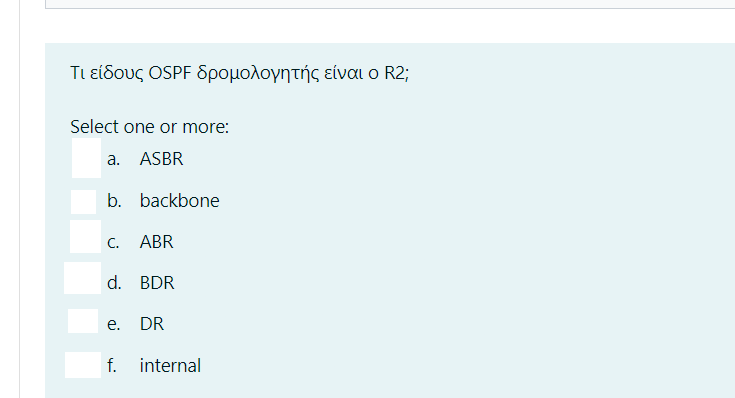 Τι είδους OSPF δρομολογητής είναι ο R2;
Select one or more:
a. ASBR
b. backbone
c. ABR
d. BDR
e. DR
f. internal